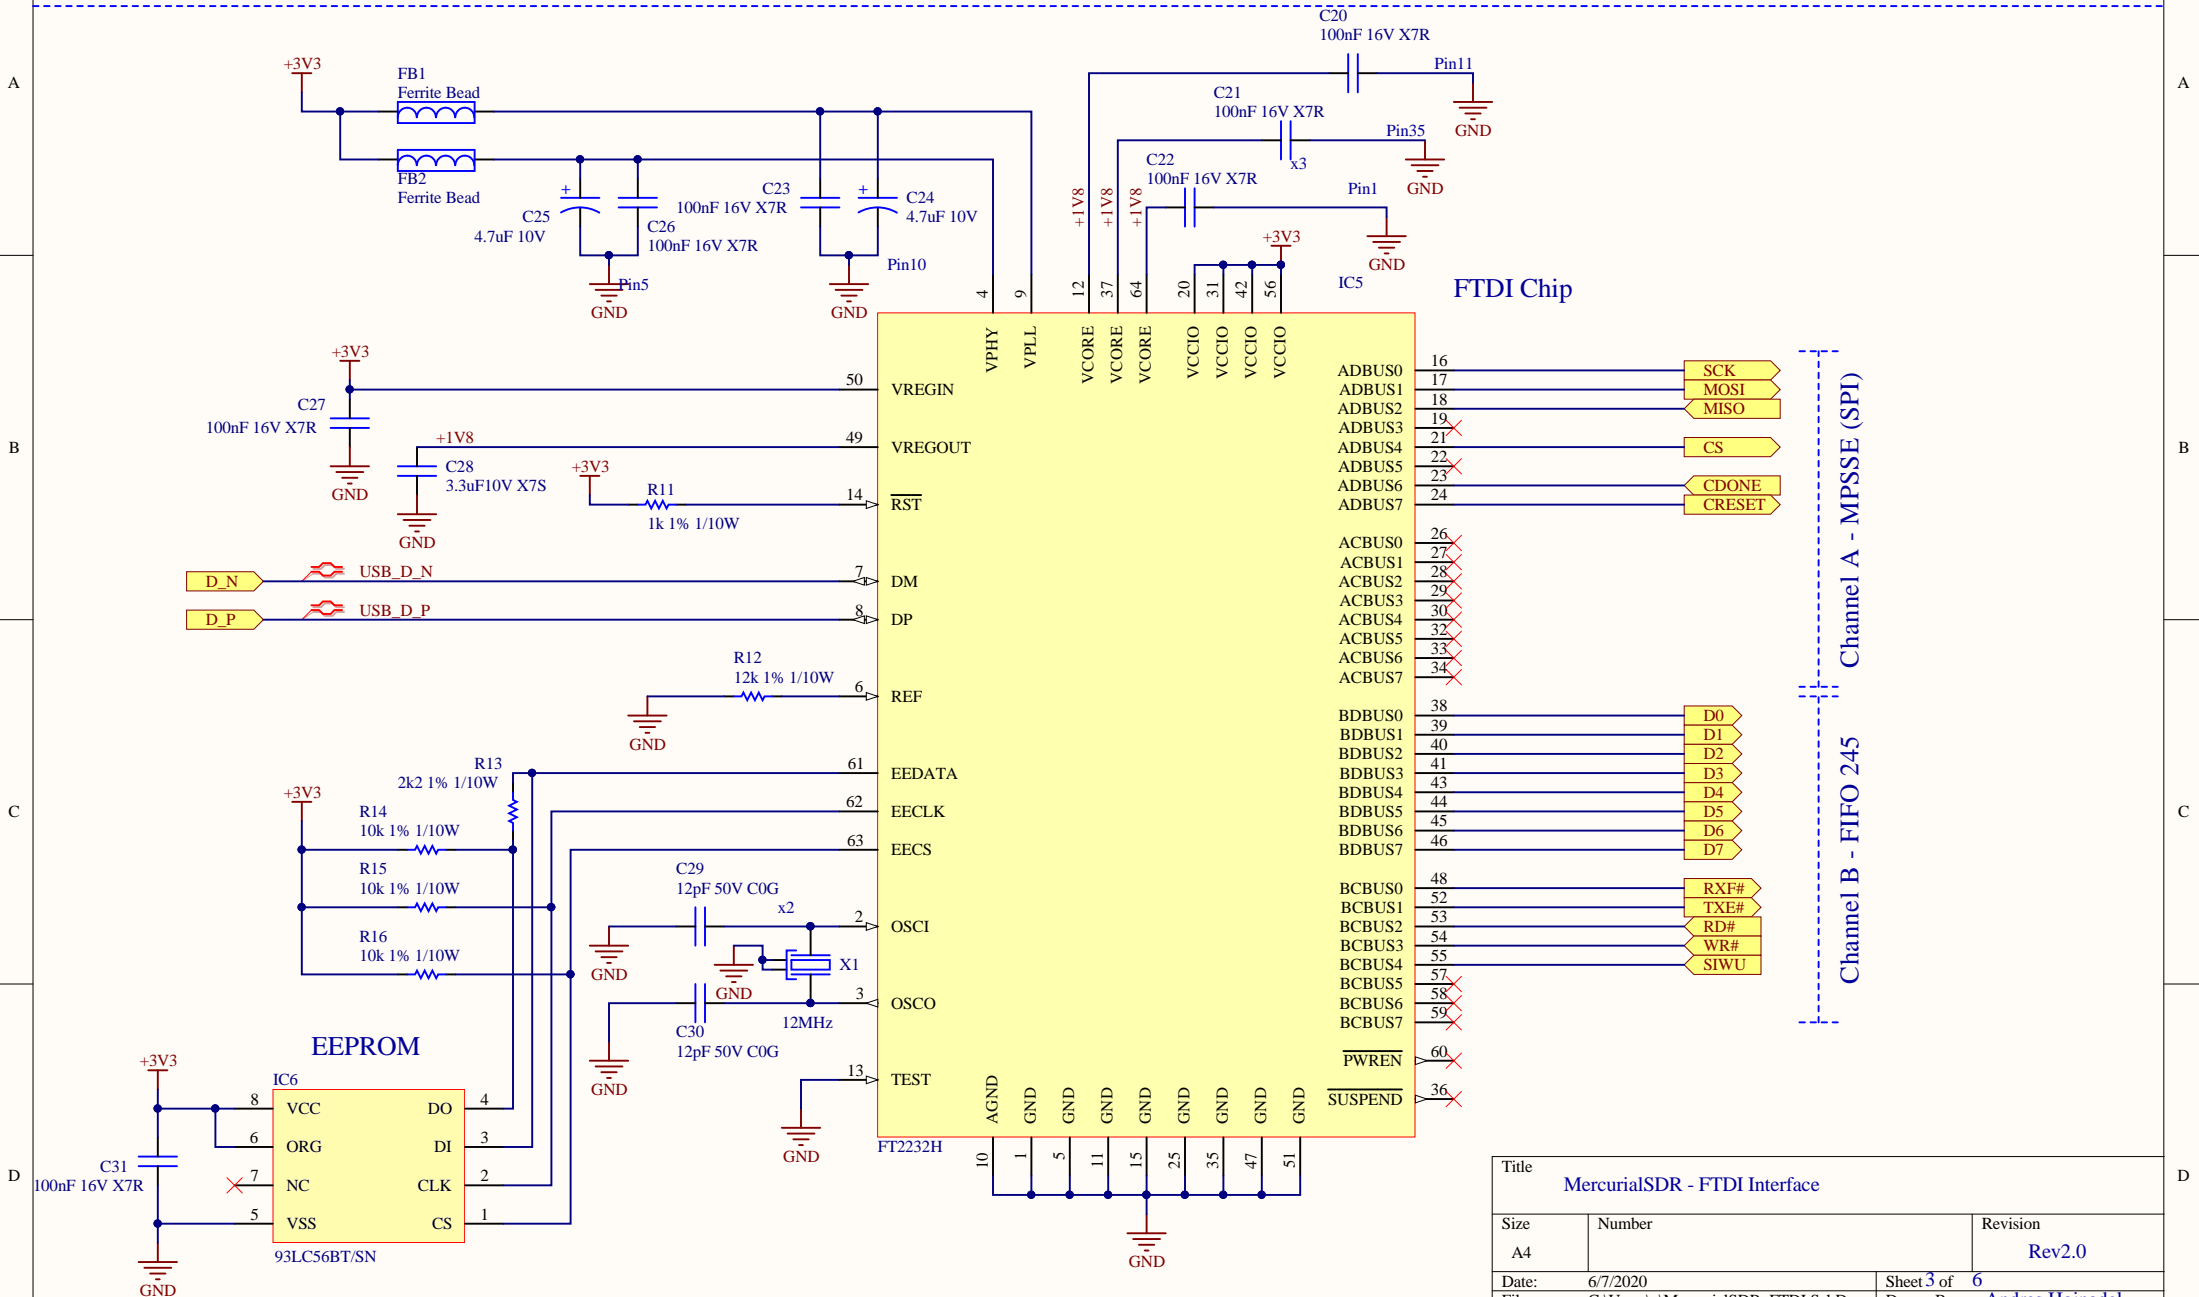 C20
100nF 16V X7R
Pin11
GND
C21
100nF 16V X7R
Pin35
x3
GND
C22
100nF 16V X7R
Pin1
GND
+1V8
+1V8
+1V8
+3V3
FB1
Ferrite Bead
FB2
Ferrite Bead
C25
4.7uF 10V
C26
100nF 16V X7R
Pin5
GND
C23
100nF 16V X7R
C24
4.7uF 10V
Pin10
GND
+3V3
IC5
FTDI Chip
4
9
12
37
64
20
31
42
56
VPHY
VPLL
VCORE
VCORE
VCORE
VCCIO
VCCIO
VCCIO
VCCIO
+3V3
C27
100nF 16V X7R
GND
50
VREGIN
+1V8
C28
3.3uF10V X7S
GND
49
VREGOUT
+3V3
R11
1k 1% 1/10W
14
RST
D_N
USB_D_N
7
DM
D_P
USB_D_P
8
DP
R12
12k 1% 1/10W
GND
6
REF
R13
2k2 1% 1/10W
61
EEDATA
62
EECLK
63
EECS
+3V3
R14
10k 1% 1/10W
R15
10k 1% 1/10W
R16
10k 1% 1/10W
C29
12pF 50V C0G
x2
GND
2
OSCI
X1
GND
3
OSCO
C30
12pF 50V C0G
12MHz
GND
13
TEST
GND
ADBUS0 16 SCK
ADBUS1 17 MOSI
ADBUS2 18 MISO
ADBUS3 19
ADBUS4 21 CS
ADBUS5 22
ADBUS6 23 CDONE
ADBUS7 24 CRESET
ACBUS0 26
ACBUS1 27
ACBUS2 28
ACBUS3 29
ACBUS4 30
ACBUS5 32
ACBUS6 33
ACBUS7 34
Channel A - MPSSE (SPI)
BDBUS0 38 D0
BDBUS1 39 D1
BDBUS2 40 D2
BDBUS3 41 D3
BDBUS4 43 D4
BDBUS5 44 D5
BDBUS6 45 D6
BDBUS7 46 D7
BCBUS0 48 RXF#
BCBUS1 52 TXE#
BCBUS2 53 RD#
BCBUS3 54 WR#
BCBUS4 55 SIWU
BCBUS5 57
BCBUS6 58
BCBUS7 59
Channel B - FIFO 245
PWREN 60
SUSPEND 36
AGND
GND
GND
GND
GND
GND
GND
GND
GND
10
1
5
11
15
25
35
47
51
FT2232H
GND
EEPROM
+3V3
IC6
8 VCC DO 4
6 ORG DI 3
7 NC CLK 2
5 VSS CS 1
93LC56BT/SN
C31
100nF 16V X7R
GND
A
B
C
D
A
B
C
D
Title
MercurialSDR - FTDI Interface
Size
A4
Number
Revision
Rev2.0
Date: 6/7/2020
Sheet 3 of 6